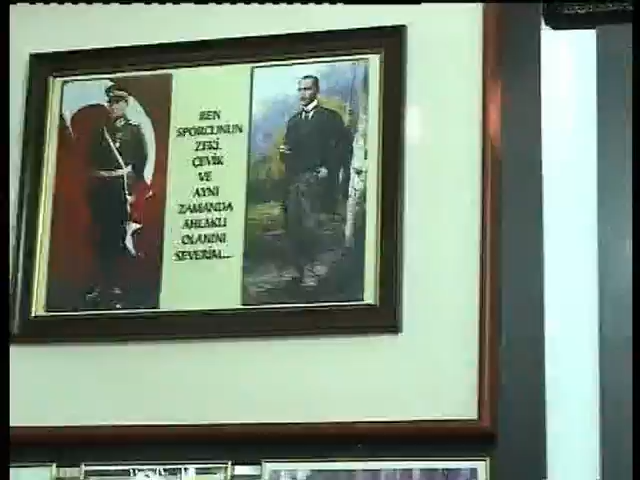 BEN
SPORCUNUN
ZEKİ,
ÇEVİK
VE
AYNI
ZAMANDA
AHLAKLI
OLANINI
SEVERİM...